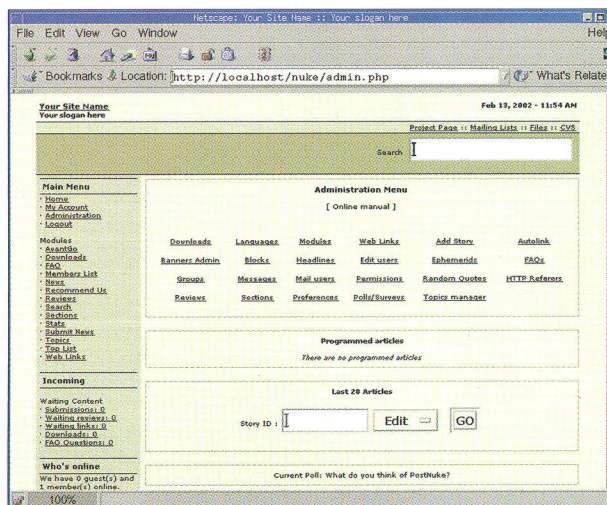 Netscape: Your Site Name :: Your slogan here
File Edit View Go Window Help
Bookmarks Location: http://localhost/nuke/admin.php What's Relate
Your Site Name
Your slogan here
Feb 13, 2002 - 11:54 AM
Project Page :: Mailing Lists :: Files :: CVS
Search
Main Menu
· Home
· My Account
· Administration
· Logout
Modules
· AvantGo
· Downloads
· FAQ
· Members List
· News
· Recommend Us
· Reviews
· Search
· Sections
· Stats
· Submit News
· Topics
· Top List
· Web Links
Incoming
Waiting Content
· Submissions: 0
· Waiting reviews: 0
· Waiting links: 0
· Downloads: 0
· FAQ Questions: 0
Who's online
We have 0 guest(s) and
1 member(s) online.
Administration Menu
[ Online manual ]
Downloads Languages Modules Web Links Add Story Autolink
Banners Admin Blocks Headlines Edit users Ephemerids FAQs
Groups Messages Mail users Permissions Random Quotes HTTP Referers
Reviews Sections Preferences Polls/Surveys Topics manager
Programmed articles
There are no programmed articles
Last 20 Articles
Story ID : Edit GO
Current Poll: What do you think of PostNuke?
100%